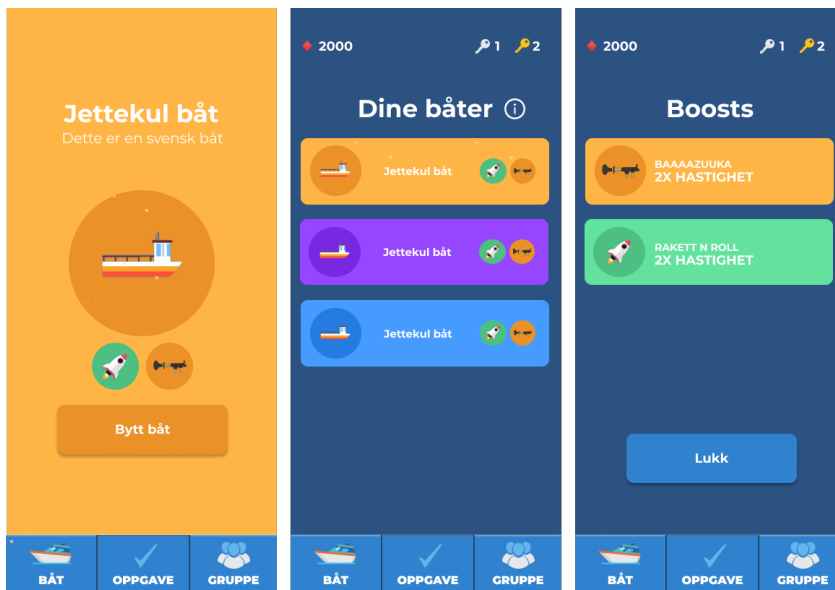 Jettekul båt
Dette er en svensk båt
Bytt båt
BÅT OPPGAVE GRUPPE
2000 1 2
Dine båter
Jettekul båt
Jettekul båt
Jettekul båt
BÅT OPPGAVE GRUPPE
2000 1 2
Boosts
BAAAAZUUKA
2X HASTIGHET
RAKETT N ROLL
2X HASTIGHET
Lukk
BÅT OPPGAVE GRUPPE